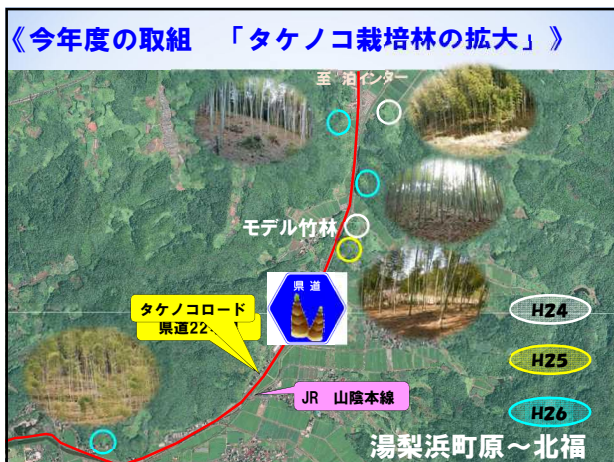 《今年度の取組 「タケノコ栽培林の拡大」》
至 泊インター
モデル竹林
県道
タケノコロード
県道22
H24
H25
JR 山陰本線
H26
湯梨浜町原～北福